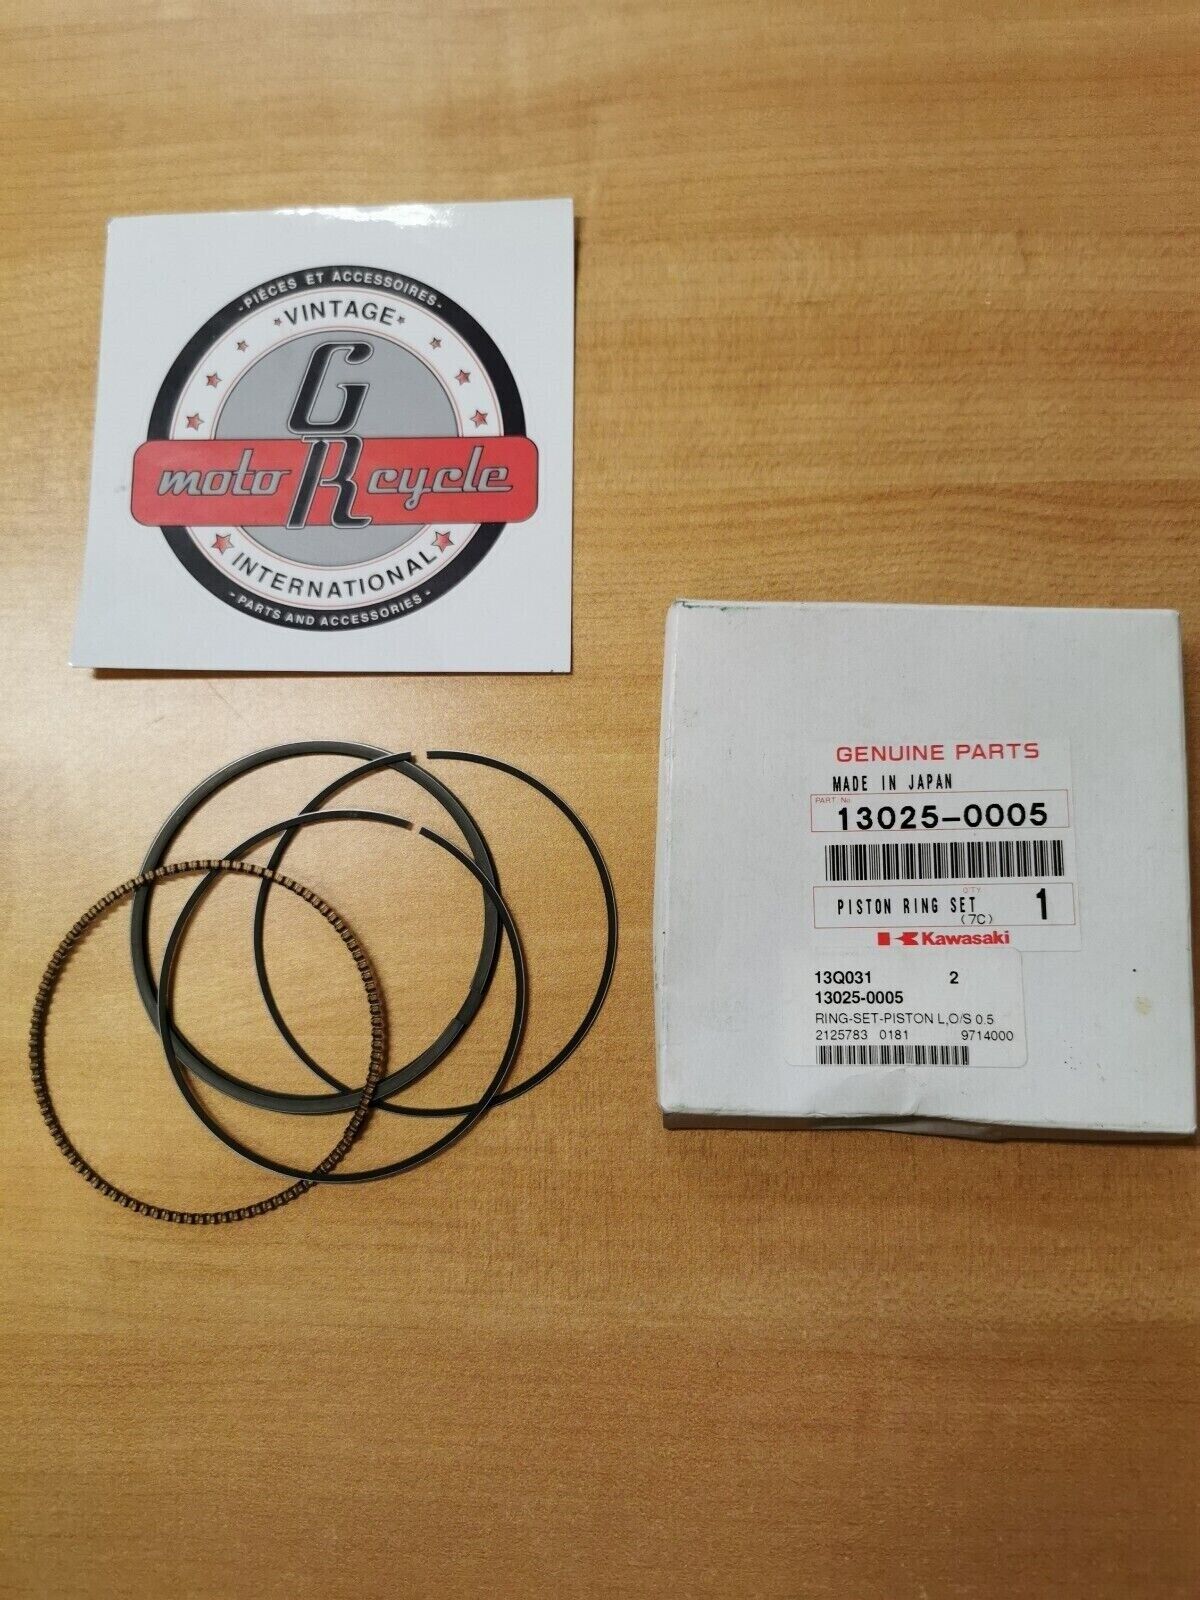 -PIÈCES ET ACCESSOIRES-
VINTAGE
G
moto R cycle
INTERNATIONAL
-PARTS AND ACCESSORIES-
GENUINE PARTS
MADE IN JAPAN
PART No.
13025-0005
Q'TY
PISTON RING SET 1
(7C)
Kawasaki
13Q031 2
13025-0005
RING-SET-PISTON L,O/S 0.5
2125783 0181 9714000